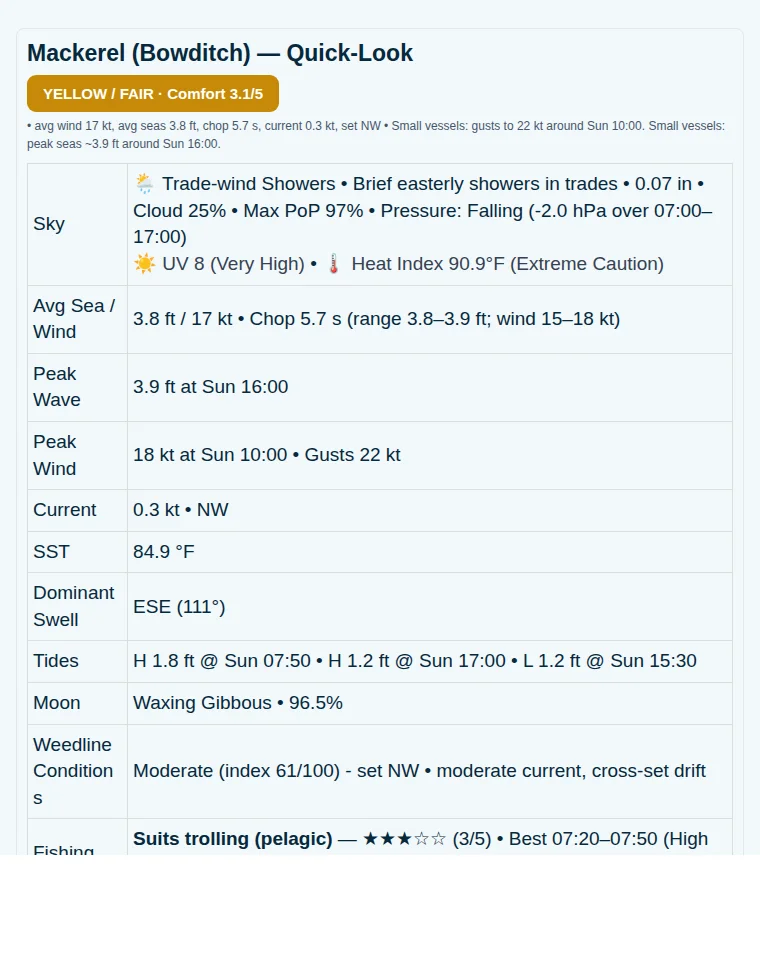 Mackerel (Bowditch) — Quick-Look
YELLOW / FAIR · Comfort 3.1/5
• avg wind 17 kt, avg seas 3.8 ft, chop 5.7 s, current 0.3 kt, set NW • Small vessels: gusts to 22 kt around Sun 10:00. Small vessels:
peak seas ~3.9 ft around Sun 16:00.
Sky
🌦️ Trade-wind Showers • Brief easterly showers in trades • 0.07 in •
Cloud 25% • Max PoP 97% • Pressure: Falling (-2.0 hPa over 07:00–
17:00)
☀️ UV 8 (Very High) • 🌡️ Heat Index 90.9°F (Extreme Caution)
Avg Sea /
Wind
3.8 ft / 17 kt • Chop 5.7 s (range 3.8–3.9 ft; wind 15–18 kt)
Peak
Wave
3.9 ft at Sun 16:00
Peak
Wind
18 kt at Sun 10:00 • Gusts 22 kt
Current
0.3 kt • NW
SST
84.9 °F
Dominant
Swell
ESE (111°)
Tides
H 1.8 ft @ Sun 07:50 • H 1.2 ft @ Sun 17:00 • L 1.2 ft @ Sun 15:30
Moon
Waxing Gibbous • 96.5%
Weedline
Condition
s
Moderate (index 61/100) - set NW • moderate current, cross-set drift
Fishing
Suits trolling (pelagic) — ★★★☆☆ (3/5) • Best 07:20–07:50 (High